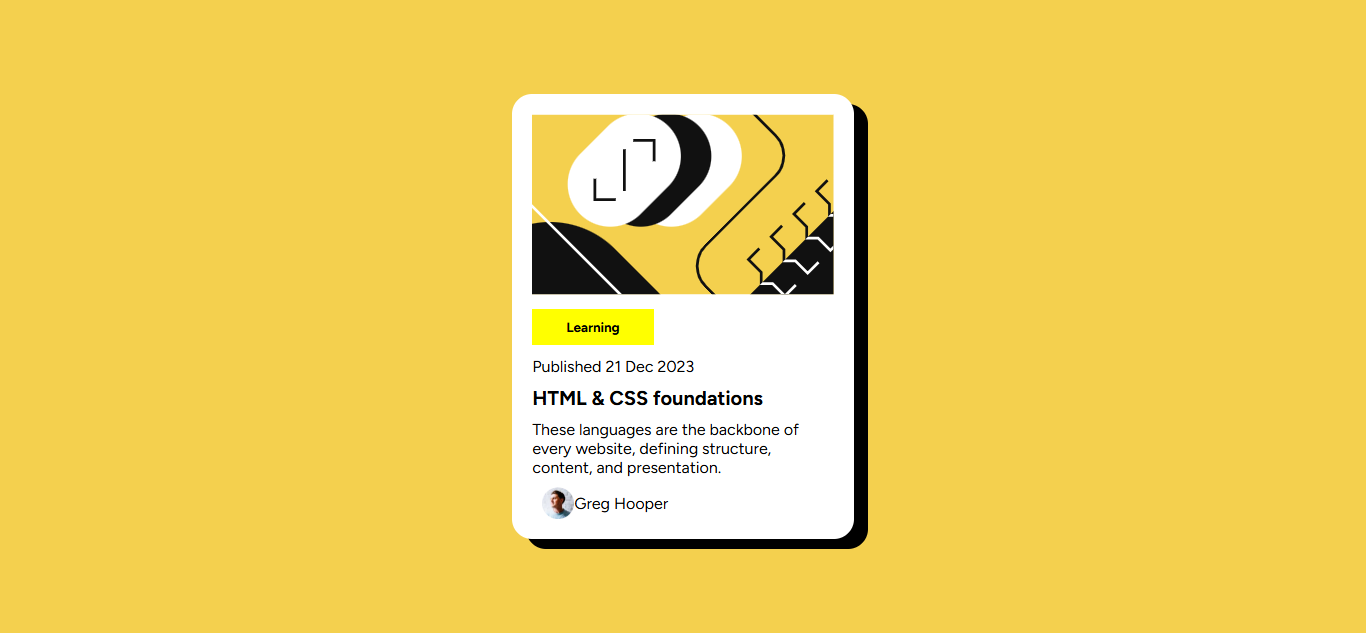 Learning
Published 21 Dec 2023
HTML & CSS foundations
These languages are the backbone of
every website, defining structure,
content, and presentation.
Greg Hooper